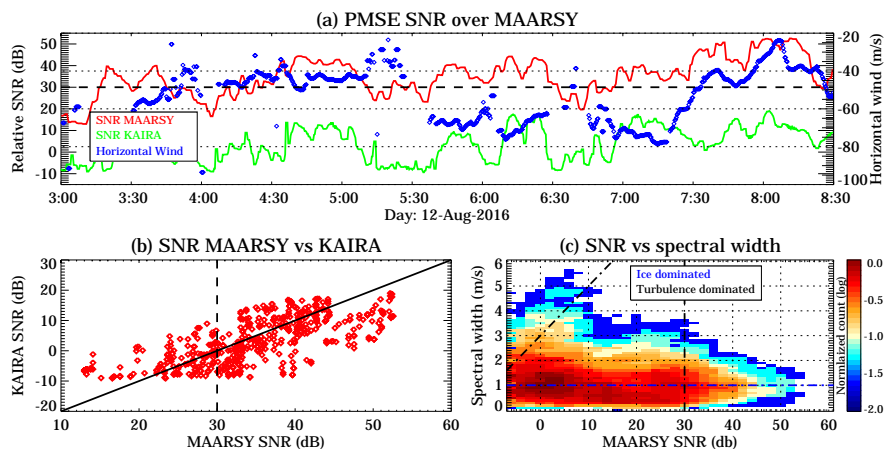 (a) PMSE SNR over MAARSY
Relative SNR (dB)
50
40
30
20
10
0
-10
SNR MAARSY
SNR KAIRA
Horizontal Wind
-20
-40
-60
-80
-100
Horizontal wind (m/s)
3:00 3:30 4:00 4:30 5:00 5:30 6:00 6:30 7:00 7:30 8:00 8:30
Day: 12-Aug-2016
(b) SNR MAARSY vs KAIRA
KAIRA SNR (dB)
30
20
10
0
-10
-20
10 20 30 40 50 60
MAARSY SNR (dB)
(c) SNR vs spectral width
Spectral width (m/s)
6
5
4
3
2
1
0
Ice dominated
Turbulence dominated
0 10 20 30 40 50 60
MAARSY SNR (db)
0.0
-0.5
-1.0
-1.5
-2.0